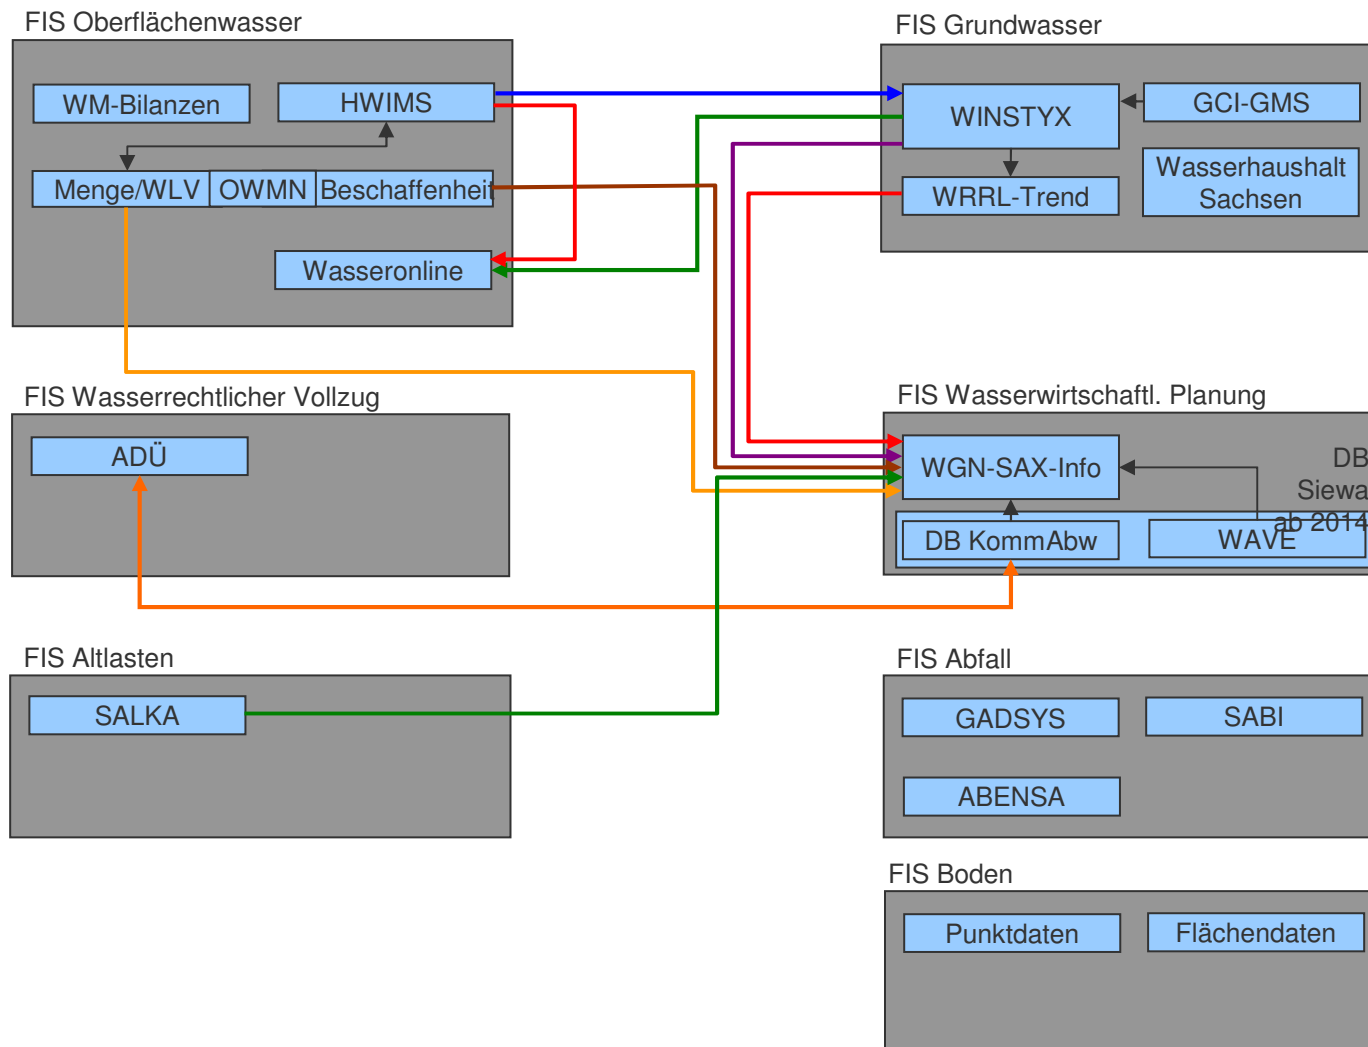 FIS Oberflächenwasser
WM-Bilanzen
HWIMS
Menge/WLV
OWMN
Beschaffenheit
Wasseronline
FIS Grundwasser
WINSTYX
GCI-GMS
WRRL-Trend
Wasserhaushalt
Sachsen
FIS Wasserrechtlicher Vollzug
ADÜ
FIS Wasserwirtschaftl. Planung
WGN-SAX-Info
DB
Siewa
ab 2014
DB KommAbw
WAVE
FIS Altlasten
SALKA
FIS Abfall
GADSYS
SABI
ABENSA
FIS Boden
Punktdaten
Flächendaten